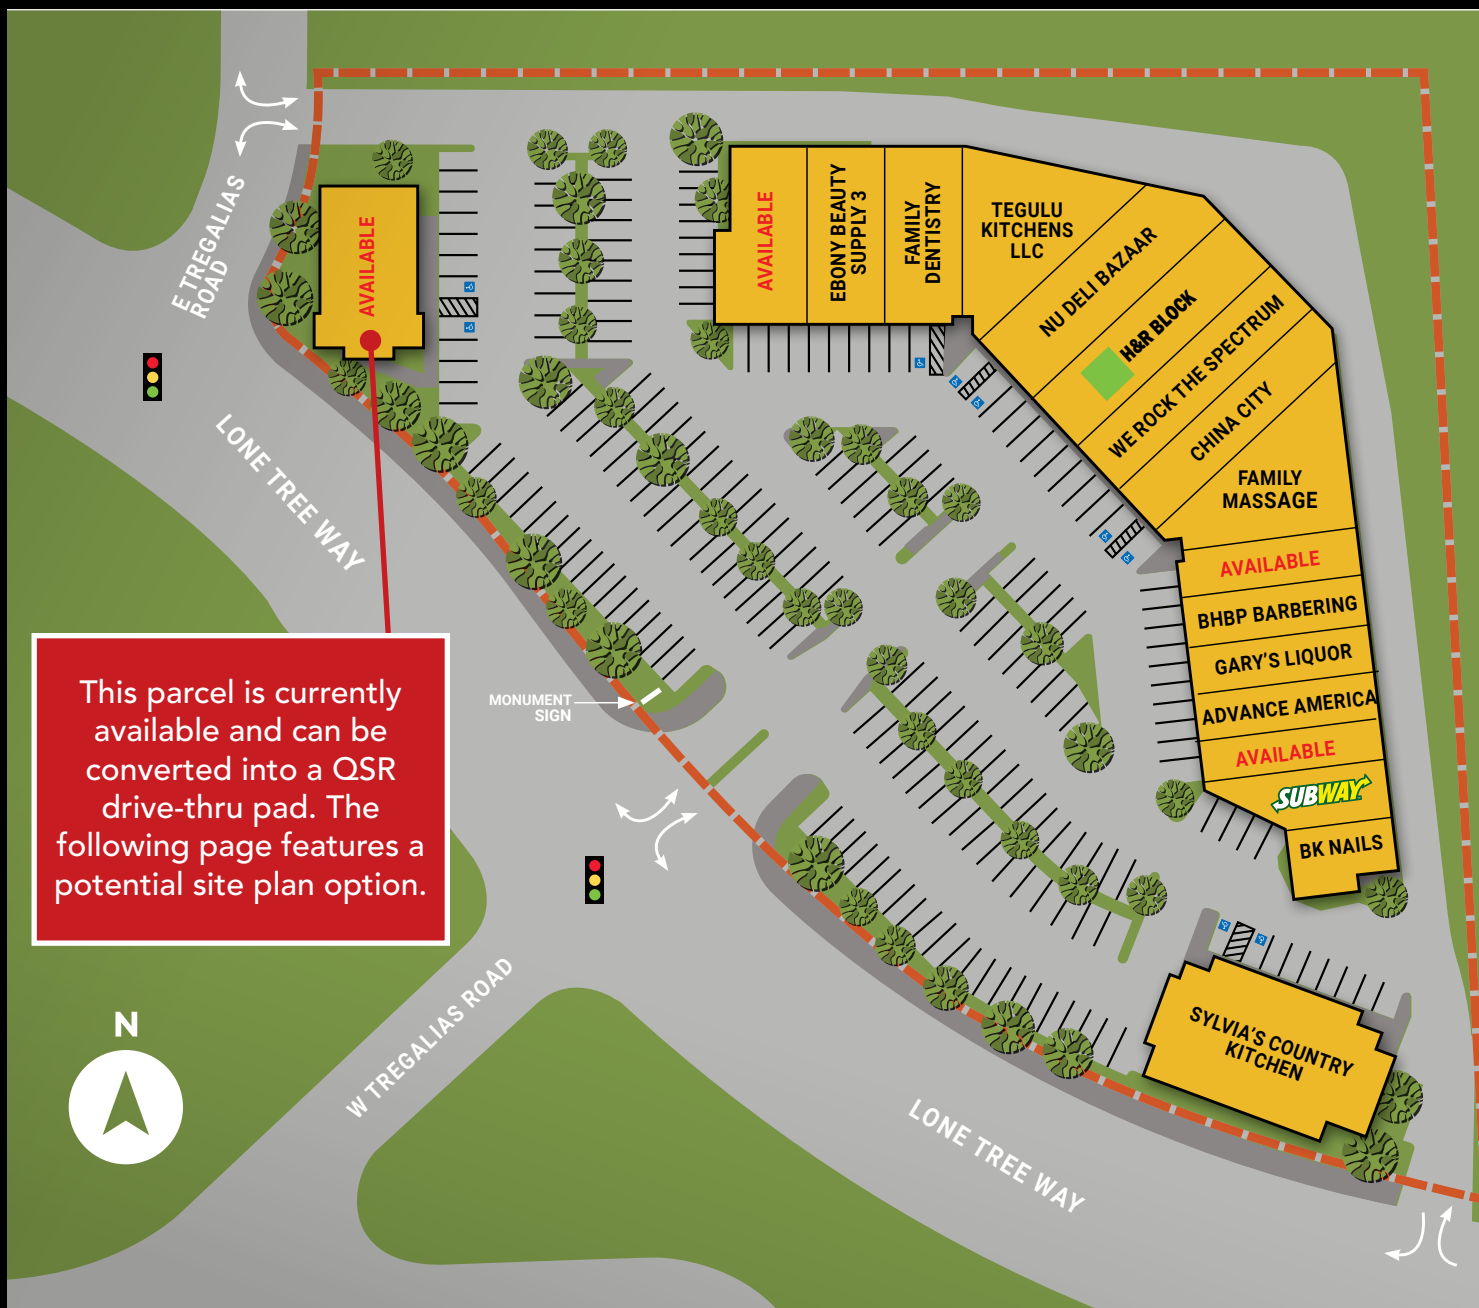 E TREGALIAS
ROAD
AVAILABLE
AVAILABLE
EBONY BEAUTY
SUPPLY 3
FAMILY
DENTISTRY
TEGULU
KITCHENS
LLC
NU DELI BAZAAR
H&R BLOCK
WE ROCK THE SPECTRUM
CHINA CITY
FAMILY
MASSAGE
AVAILABLE
BHBP BARBERING
GARY'S LIQUOR
ADVANCE AMERICA
AVAILABLE
SUBWAY
BK NAILS
LONE TREE WAY
This parcel is currently
available and can be
converted into a QSR
drive-thru pad. The
following page features a
potential site plan option.
MONUMENT
SIGN
W TREGALIAS ROAD
N
SYLVIA'S COUNTRY
KITCHEN
LONE TREE WAY